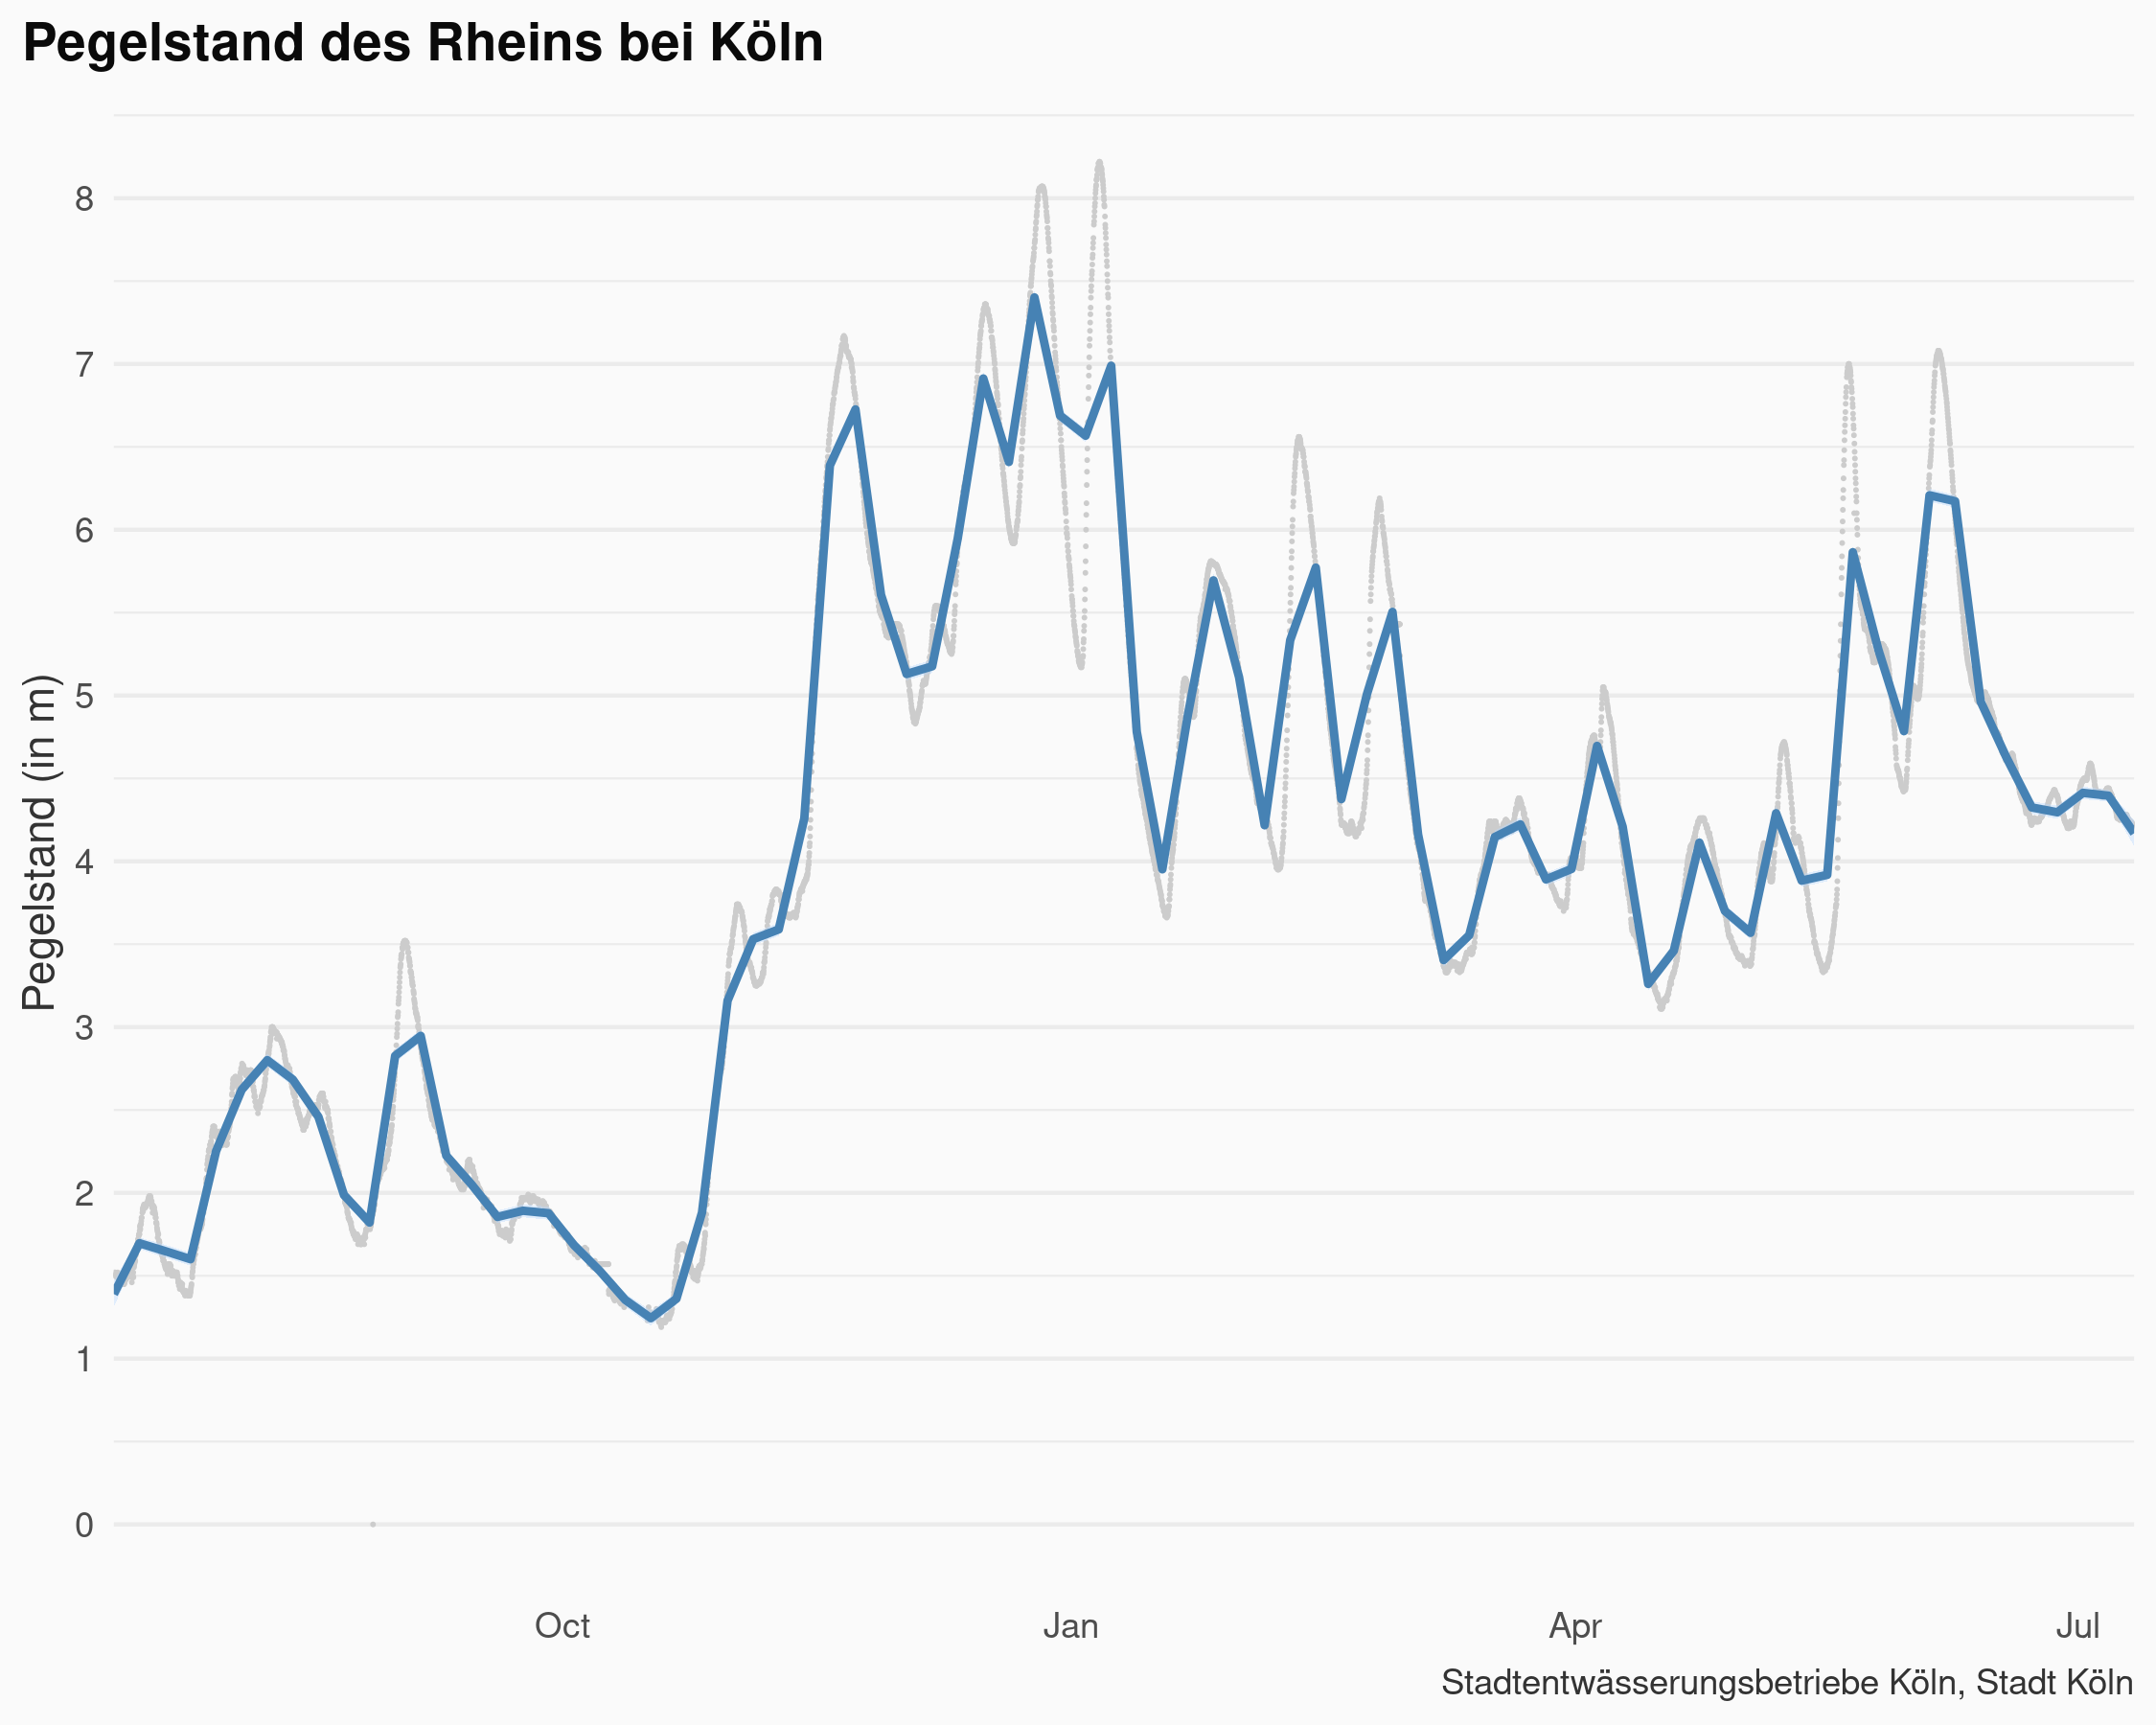 Pegelstand des Rheins bei Köln
Pegelstand (in m)
8
7
6
5
4
3
2
1
0
Oct Jan Apr Jul
Stadtentwässerungsbetriebe Köln, Stadt Köln